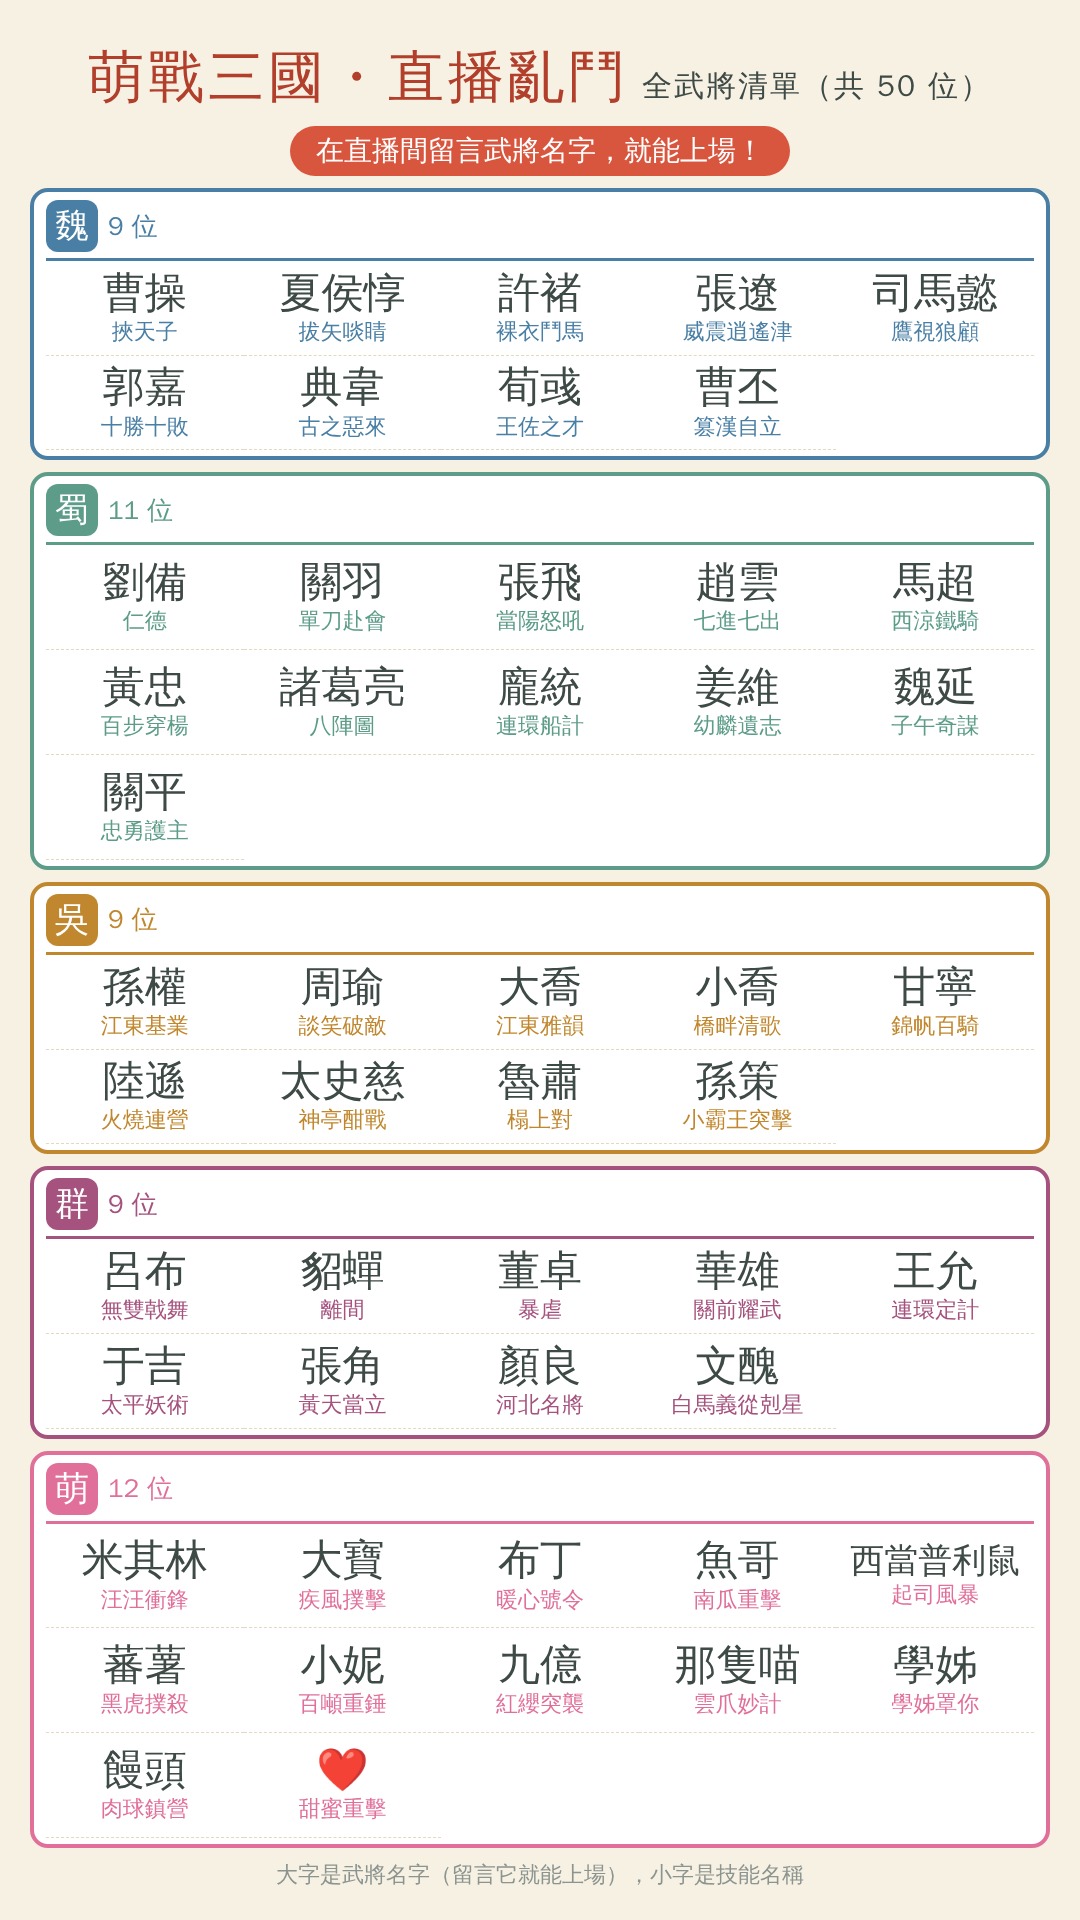 萌戰三國・直播亂鬥 全武將清單（共 50 位）
在直播間留言武將名字，就能上場！
魏 9 位
曹操 夏侯惇 許褚 張遼 司馬懿
挾天子 拔矢啖睛 裸衣鬥馬 威震逍遙津 鷹視狼顧
郭嘉 典韋 荀彧 曹丕
十勝十敗 古之惡來 王佐之才 篡漢自立
蜀 11 位
劉備 關羽 張飛 趙雲 馬超
仁德 單刀赴會 當陽怒吼 七進七出 西涼鐵騎
黃忠 諸葛亮 龐統 姜維 魏延
百步穿楊 八陣圖 連環船計 幼麟遺志 子午奇謀
關平
忠勇護主
吳 9 位
孫權 周瑜 大喬 小喬 甘寧
江東基業 談笑破敵 江東雅韻 橋畔清歌 錦帆百騎
陸遜 太史慈 魯肅 孫策
火燒連營 神亭酣戰 榻上對 小霸王突擊
群 9 位
呂布 貂蟬 董卓 華雄 王允
無雙戟舞 離間 暴虐 關前耀武 連環定計
于吉 張角 顏良 文醜
太平妖術 黃天當立 河北名將 白馬義從剋星
萌 12 位
米其林 大寶 布丁 魚哥 西當普利鼠
汪汪衝鋒 疾風撲擊 暖心號令 南瓜重擊 起司風暴
蕃薯 小妮 九億 那隻喵 學姊
黑虎撲殺 百噸重錘 紅纓突襲 雲爪妙計 學姊罩你
饅頭 ❤️
肉球鎮營 甜蜜重擊
大字是武將名字（留言它就能上場），小字是技能名稱